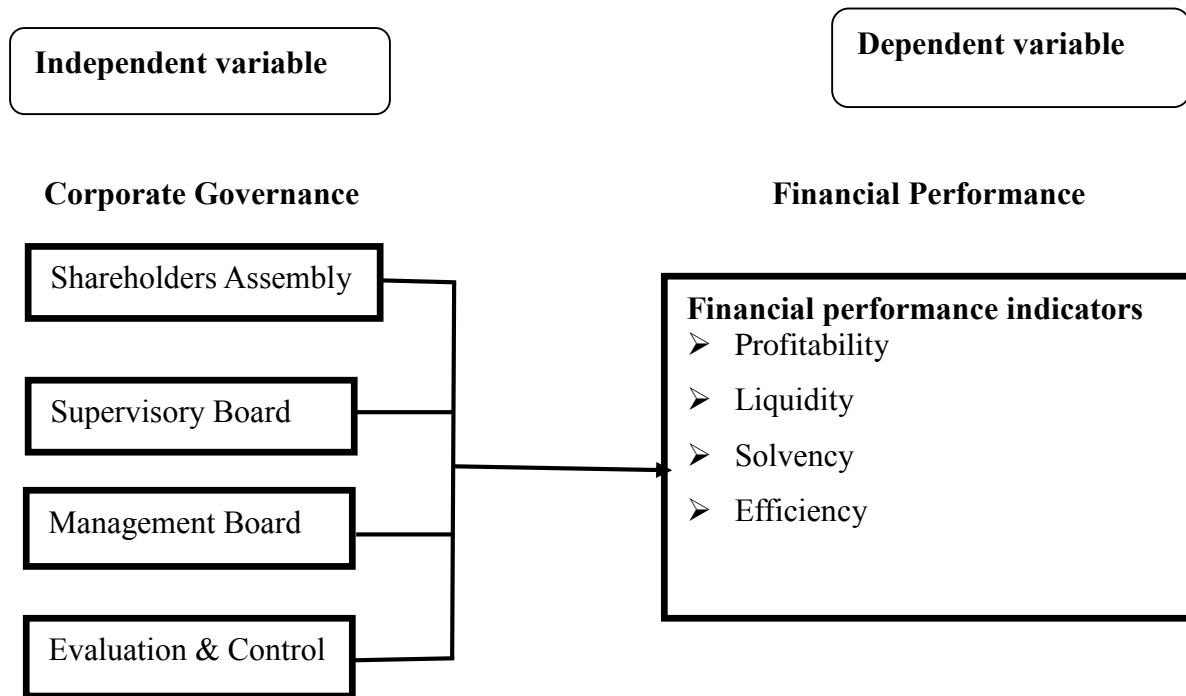 Independent variable
Dependent variable
Corporate Governance
Financial Performance
Shareholders Assembly
Supervisory Board
Management Board
Evaluation & Control
Financial performance indicators
➢ Profitability
➢ Liquidity
➢ Solvency
➢ Efficiency